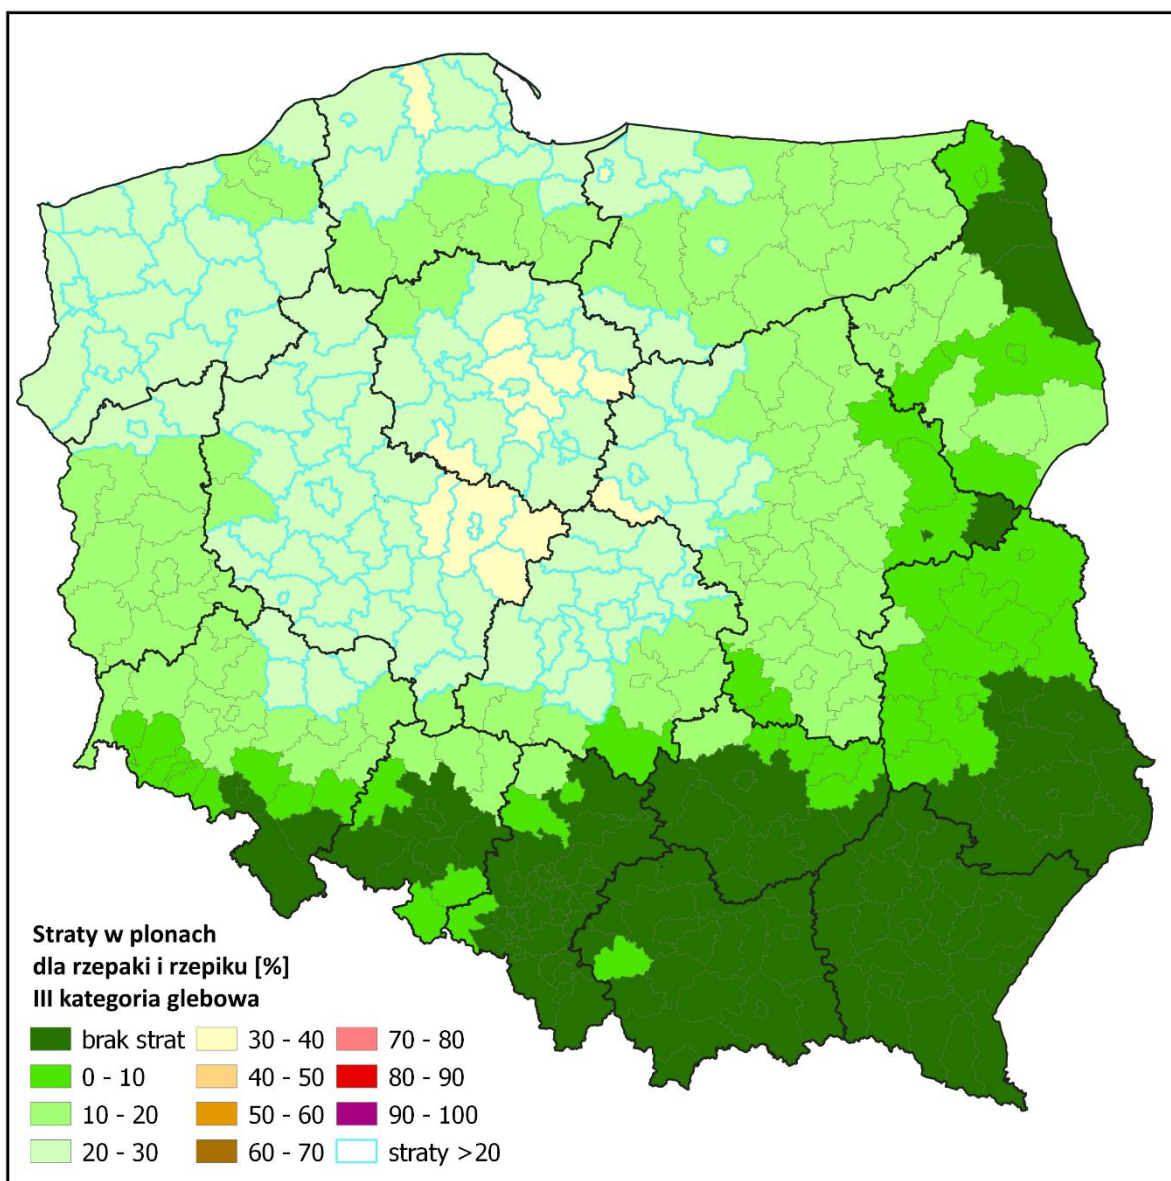 Straty w plonach
dla rzepaki i rzepiku [%]
III kategoria glebowa
brak strat
0 - 10
10 - 20
20 - 30
30 - 40
40 - 50
50 - 60
60 - 70
70 - 80
80 - 90
90 - 100
straty >20